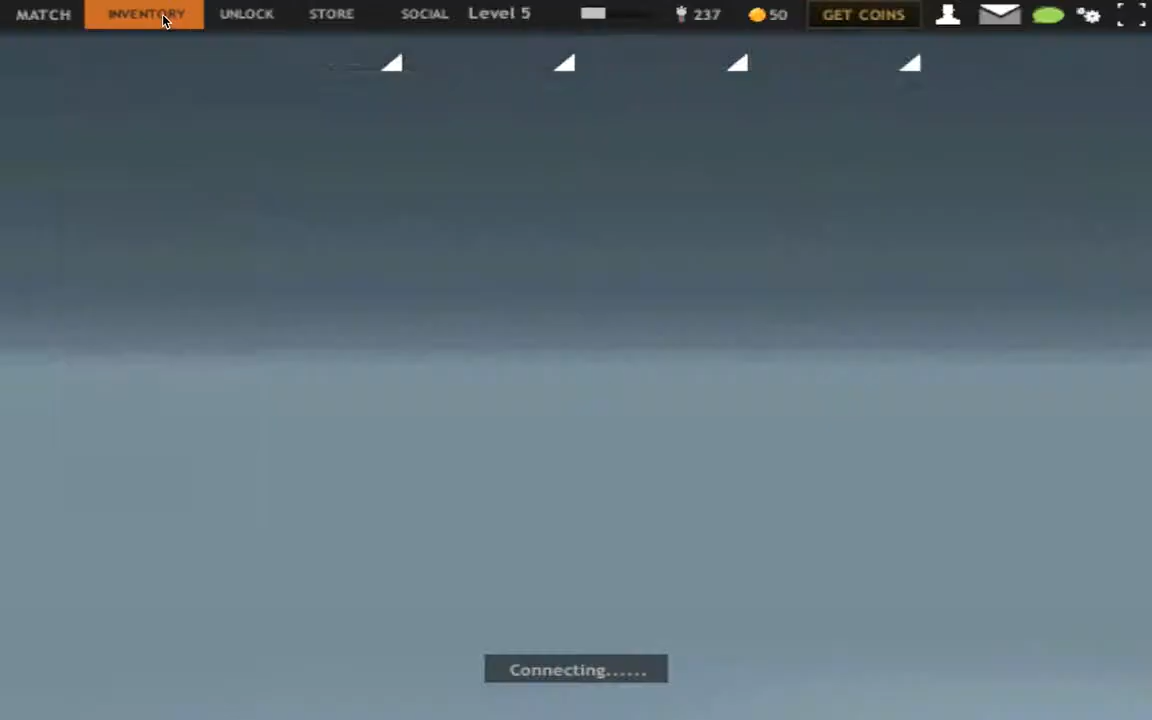 MATCH INVENTORY UNLOCK STORE SOCIAL Level 5 237 50 GET COINS
Connecting......